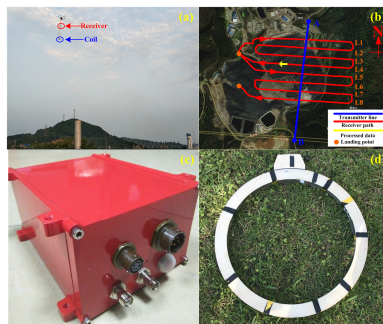 (a)
Receiver
Coil
(b)
N
L1
L2
L3
L4
L5
L6
L7
L8
Transmitter line
Receiver path
Processed data
Landing point
(c)
(d)